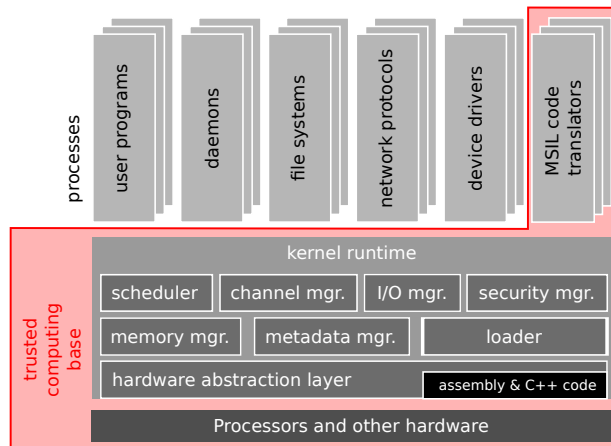 processes
user programs
daemons
file systems
network protocols
device drivers
MSIL code
translators
trusted
computing
base
kernel runtime
scheduler
channel mgr.
I/O mgr.
security mgr.
memory mgr.
metadata mgr.
loader
hardware abstraction layer
assembly & C++ code
Processors and other hardware